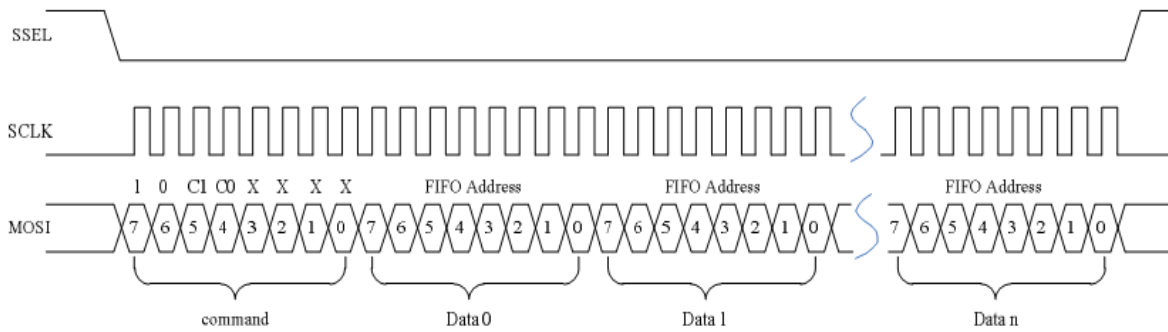 SSEL
SCLK
1 0 C1 C0 X X X X FIFO Address FIFO Address FIFO Address
MOSI 7 6 5 4 3 2 1 0 7 6 5 4 3 2 1 0 7 6 5 4 3 2 1 0 7 6 5 4 3 2 1 0
command Data 0 Data 1 Data n